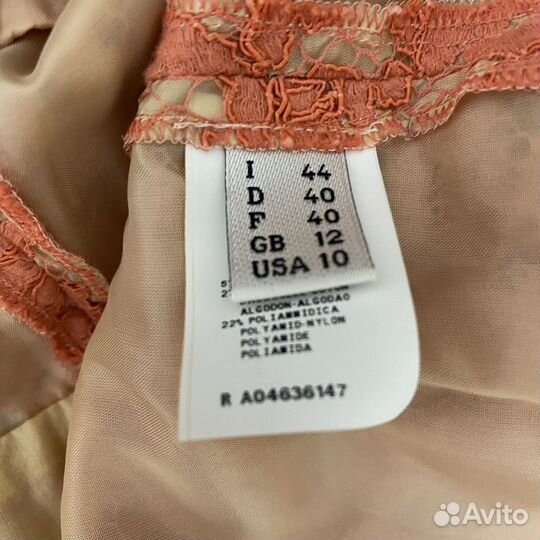 I 44
D 40
F 40
GB 12
USA 10
ALGODON-ALGODAO
22% POLIAMMIDICA
POLYAMID-NYLON
POLYAMIDE
POLIAMIDA
R A04636147
Avito